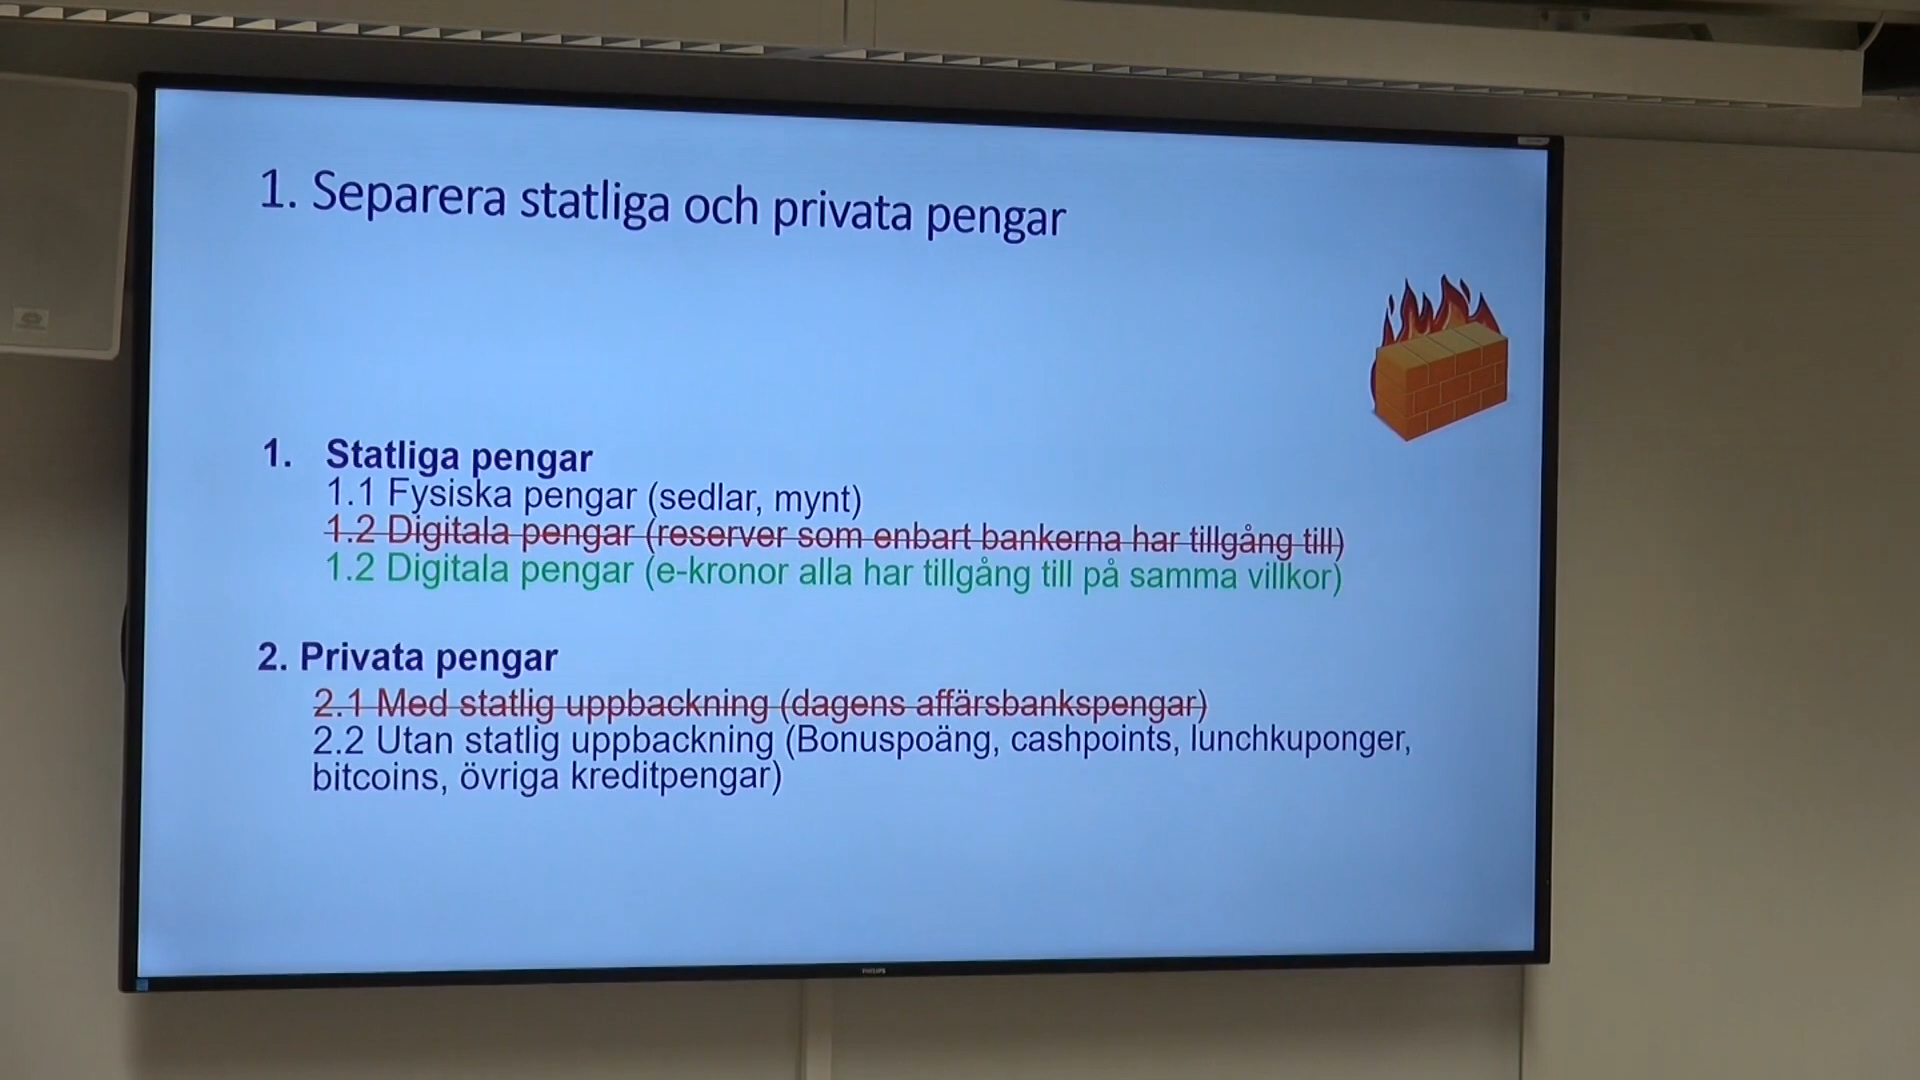 1. Separera statliga och privata pengar
1. Statliga pengar
1.1 Fysiska pengar (sedlar, mynt)
1.2 Digitala pengar (reserver som enbart bankerna har tillgång till)
1.2 Digitala pengar (e-kronor alla har tillgång till på samma villkor)
2. Privata pengar
2.1 Med statlig uppbackning (dagens affärsbankspengar)
2.2 Utan statlig uppbackning (Bonuspoäng, cashpoints, lunchkuponger,
bitcoins, övriga kreditpengar)
PHILIPS